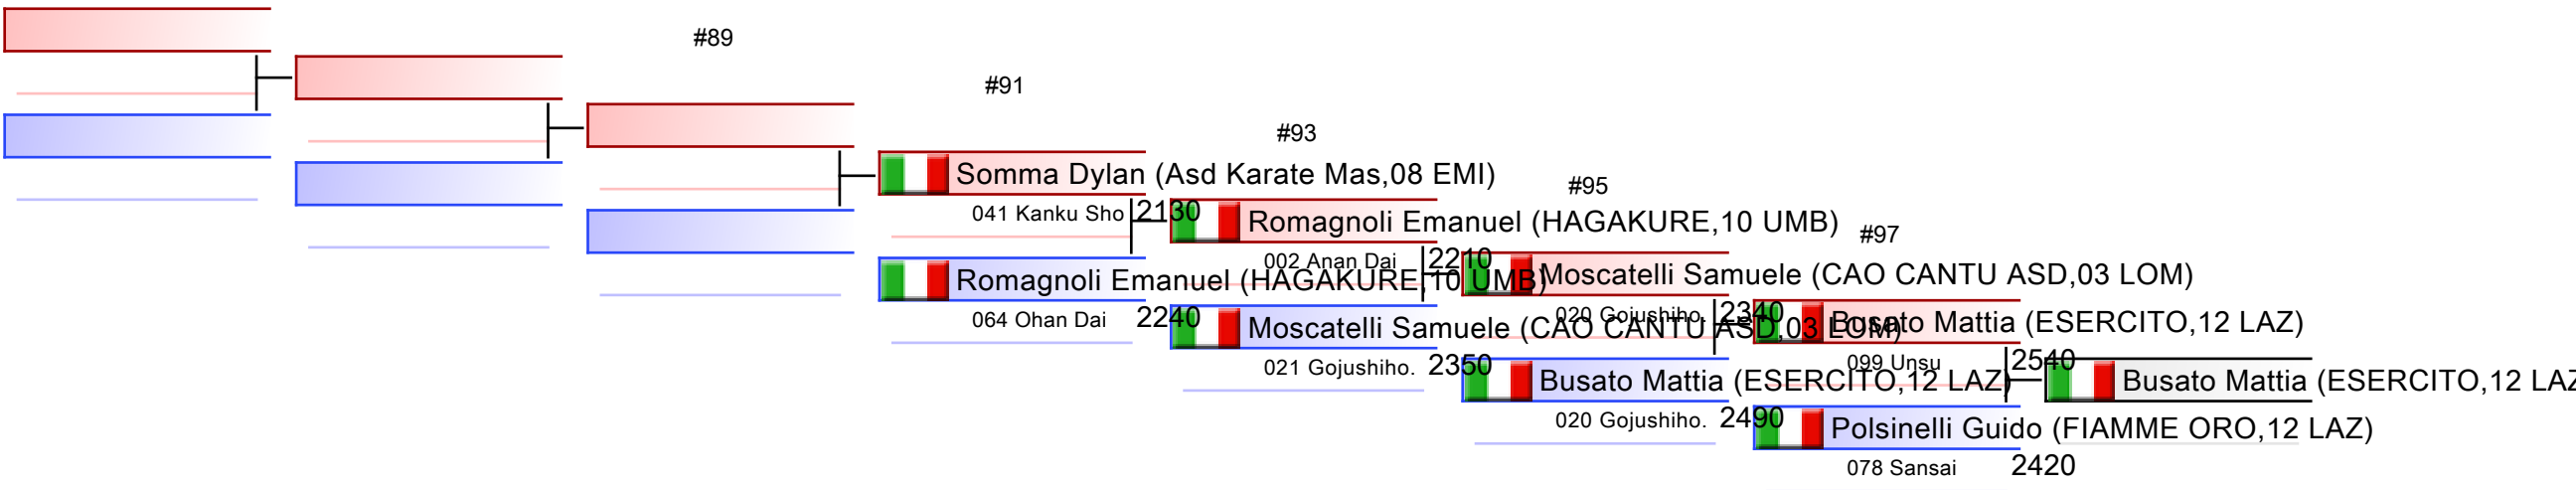 #89
#91
#93
Somma Dylan (Asd Karate Mas,08 EMI)
041 Kanku Sho 2130
#95
Romagnoli Emanuel (HAGAKURE,10 UMB)
002 Anan Dai 2210
#97
Romagnoli Emanuel (HAGAKURE,10 UMB)
064 Ohan Dai 2240
Moscatelli Samuele (CAO CANTU ASD,03 LOM)
020 Gojushiho. 2340
Moscatelli Samuele (CAO CANTU ASD,03 LOM)
021 Gojushiho. 2350
Busato Mattia (ESERCITO,12 LAZ)
099 Unsu 2540
Busato Mattia (ESERCITO,12 LAZ)
020 Gojushiho. 2490
Busato Mattia (ESERCITO,12 LAZ
Polsinelli Guido (FIAMME ORO,12 LAZ)
078 Sansai 2420